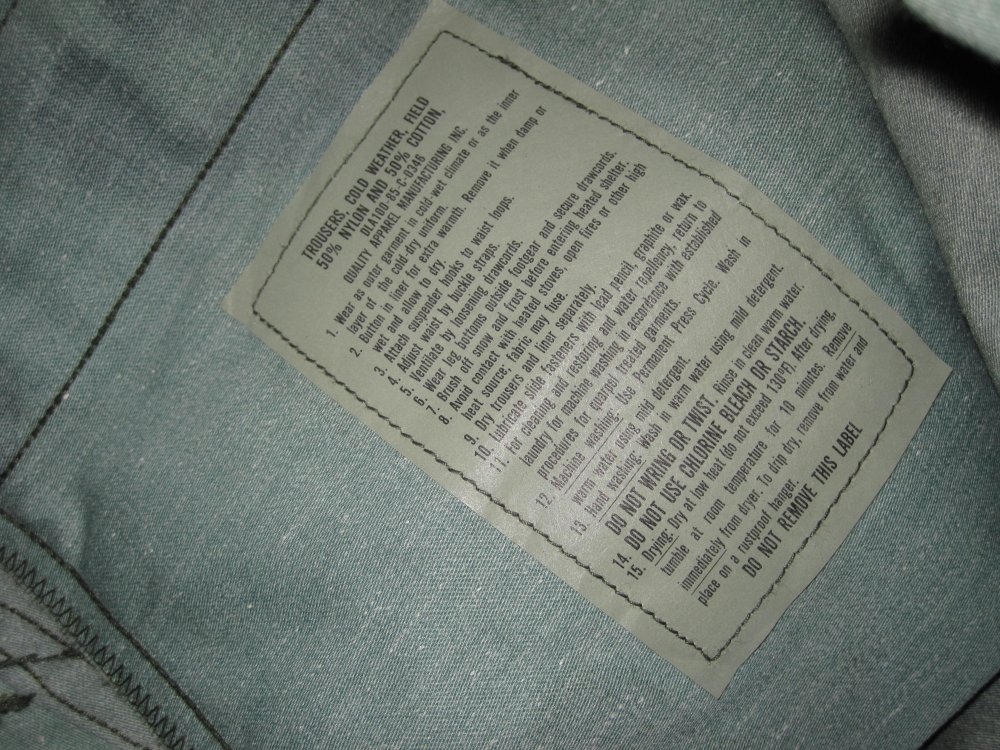 TROUSERS, COLD WEATHER, FIELD
50% NYLON AND 50% COTTON,
DLA100-85-C-0346
QUALITY APPAREL MANUFACTURING INC.
1. Wear as outer garment in cold-wet climate or as the inner
layer of the cold-dry uniform.
2. Button in liner for extra warmth. Remove it when damp or
wet and allow to dry.
3. Attach suspender hooks to waist loops.
4. Adjust waist by buckle straps.
5. Ventilate by loosening drawcords.
6. Wear leg bottoms outside footgear and secure drawcords.
7. Brush off snow and frost before entering heated shelter.
8. Avoid contact with heated stoves, open fires or other high
heat source; fabric may fuse.
9. Dry trousers and liner separately.
10. Lubricate slide fasteners with lead pencil, graphite or wax.
11. For cleaning and restoring and water repellency, return to
laundry for machine washing in accordance with established
procedures for quarpel treated garments.
12. Machine washing: Use Permanent Press Cycle. Wash in
warm water using mild detergent.
13. Hand washing: Wash in warm water using mild detergent.
DO NOT WRING OR TWIST. Rinse in clean warm water.
14. DO NOT USE CHLORINE BLEACH OR STARCH.
15. Drying: Dry at low heat (do not exceed 130°F). After drying,
tumble at room temperature for 10 minutes. Remove
immediately from dryer. To drip dry, remove from water and
place on a rustproof hanger.
DO NOT REMOVE THIS LABEL